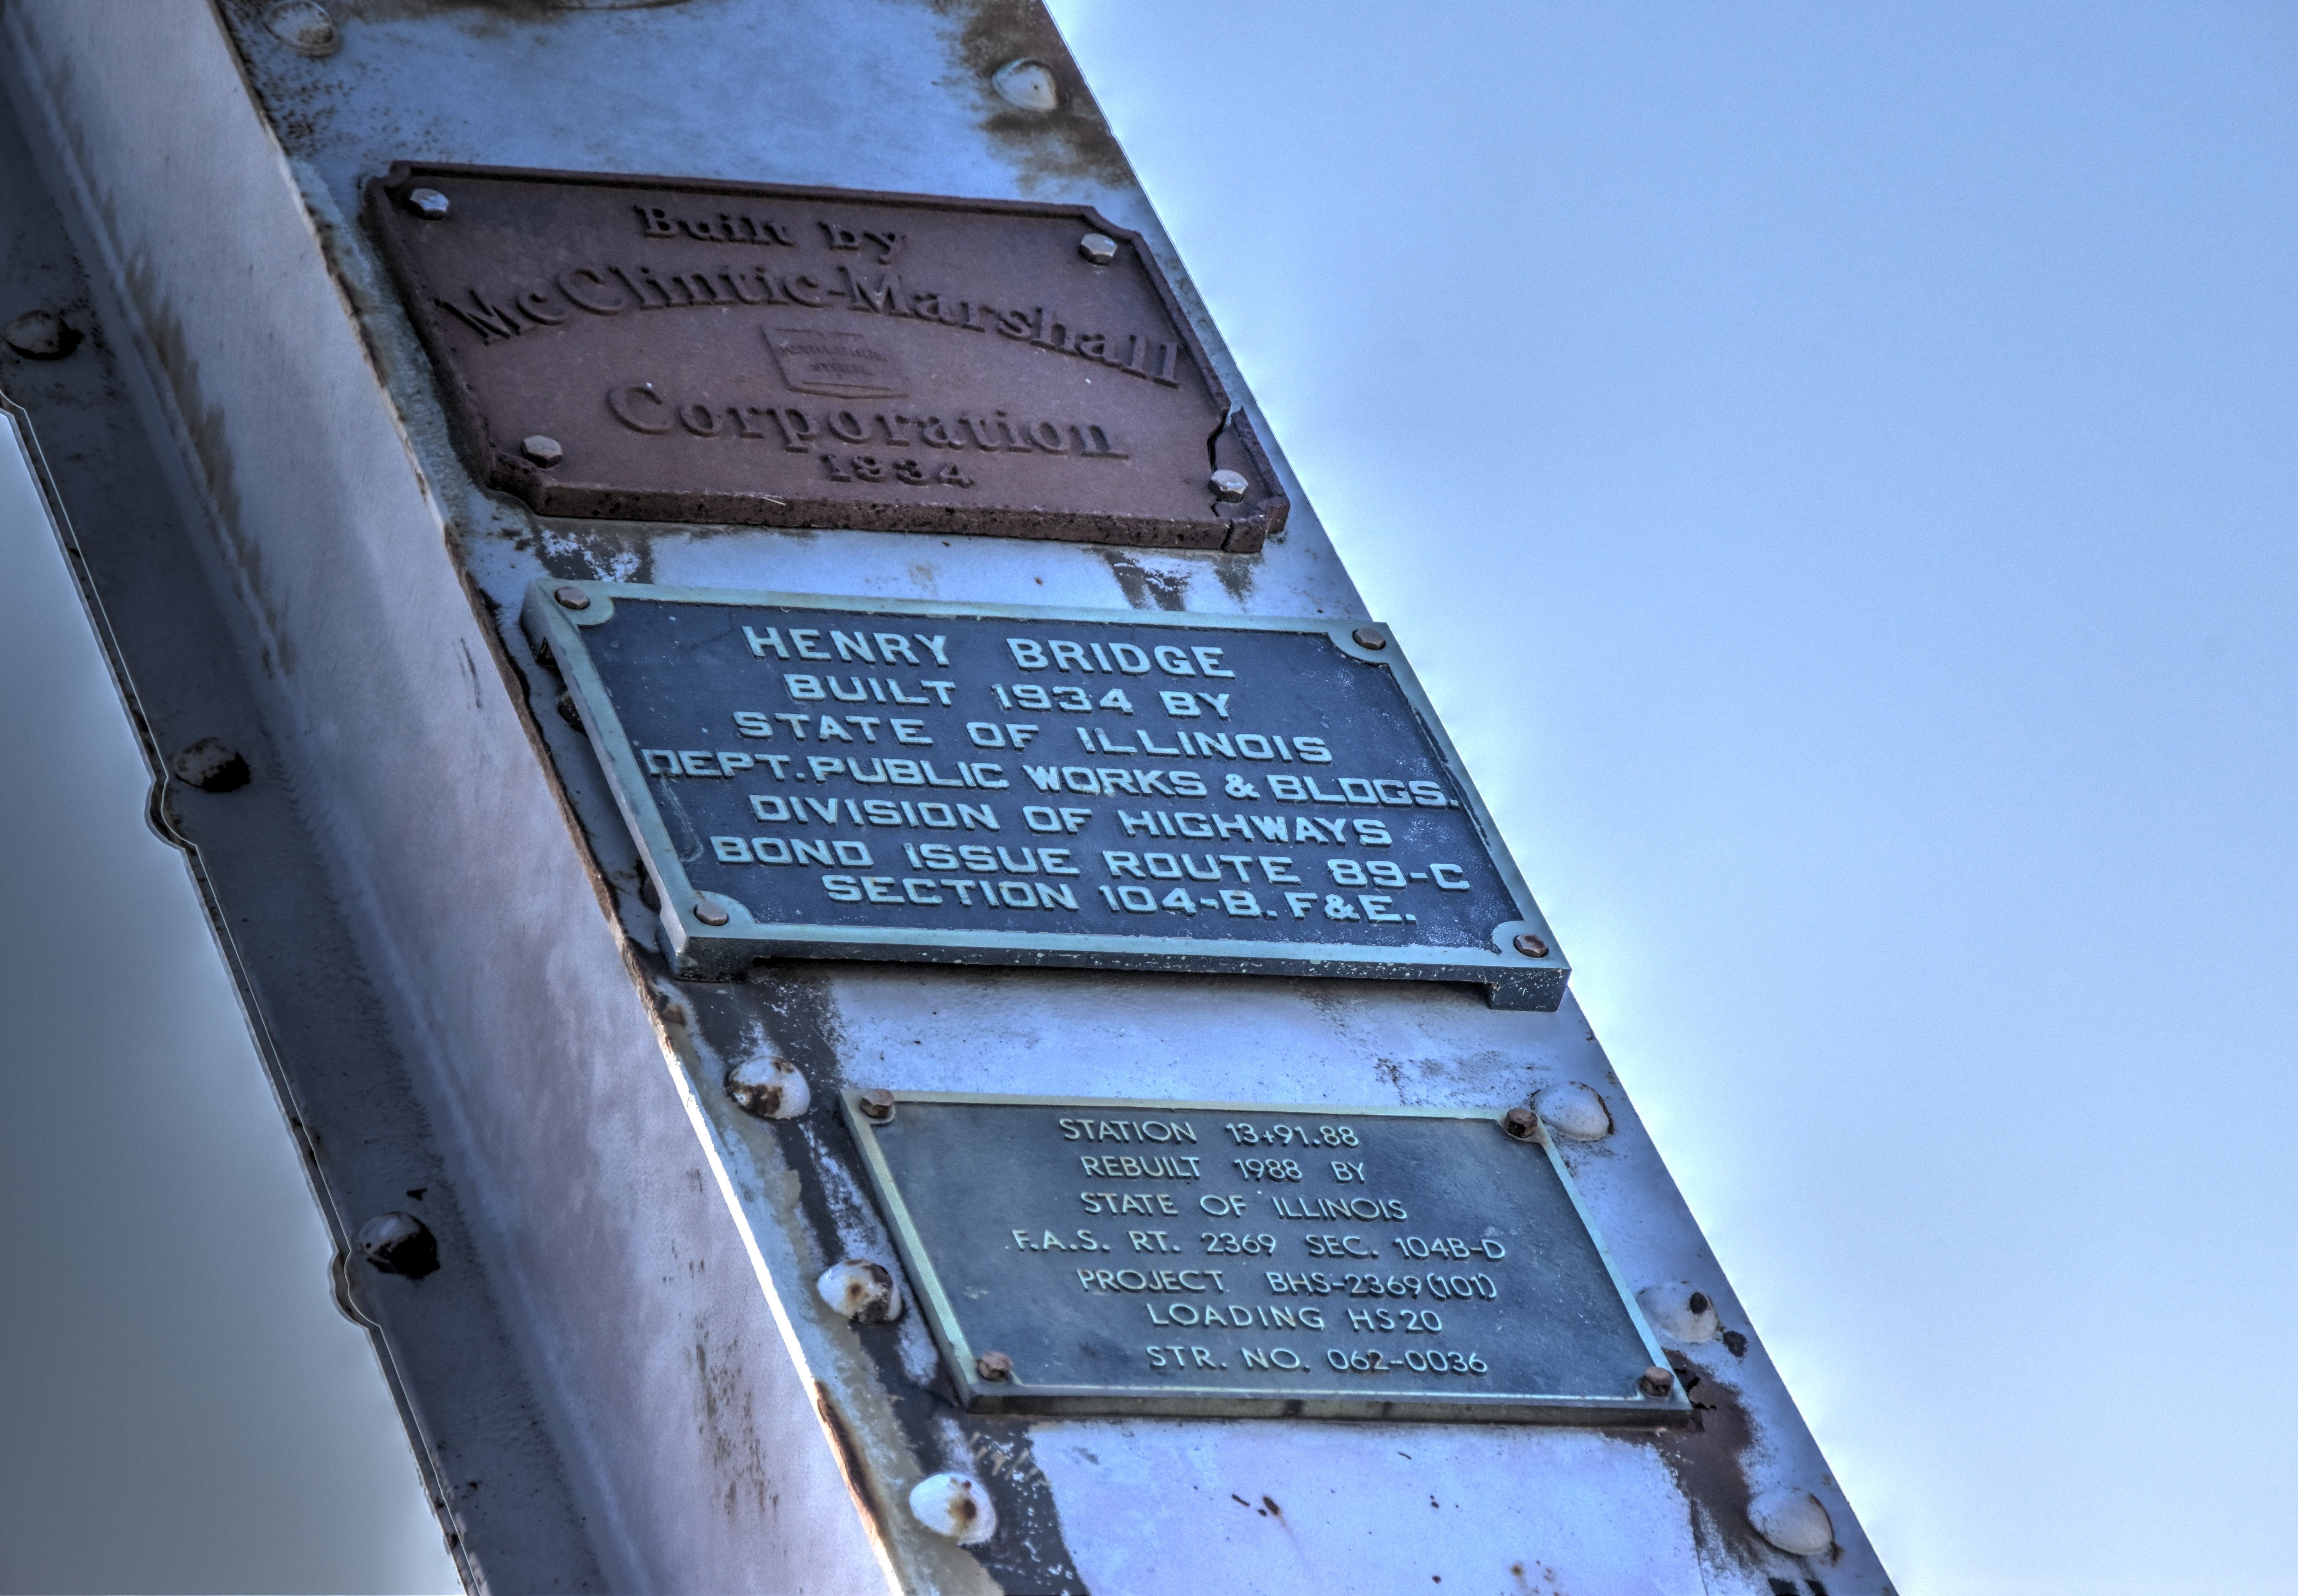 Built by
McClintic-Marshall
Corporation
1934
HENRY BRIDGE
BUILT 1934 BY
STATE OF ILLINOIS
DEPT. PUBLIC WORKS & BLDGS.
DIVISION OF HIGHWAYS
BOND ISSUE ROUTE 89-C
SECTION 104-B. F&E.
STATION 13+91.88
REBUILT 1988 BY
STATE OF ILLINOIS
F.A.S. RT. 2369 SEC. 104B-D
PROJECT BHS-2369(101)
LOADING HS20
STR. NO. 062-0036